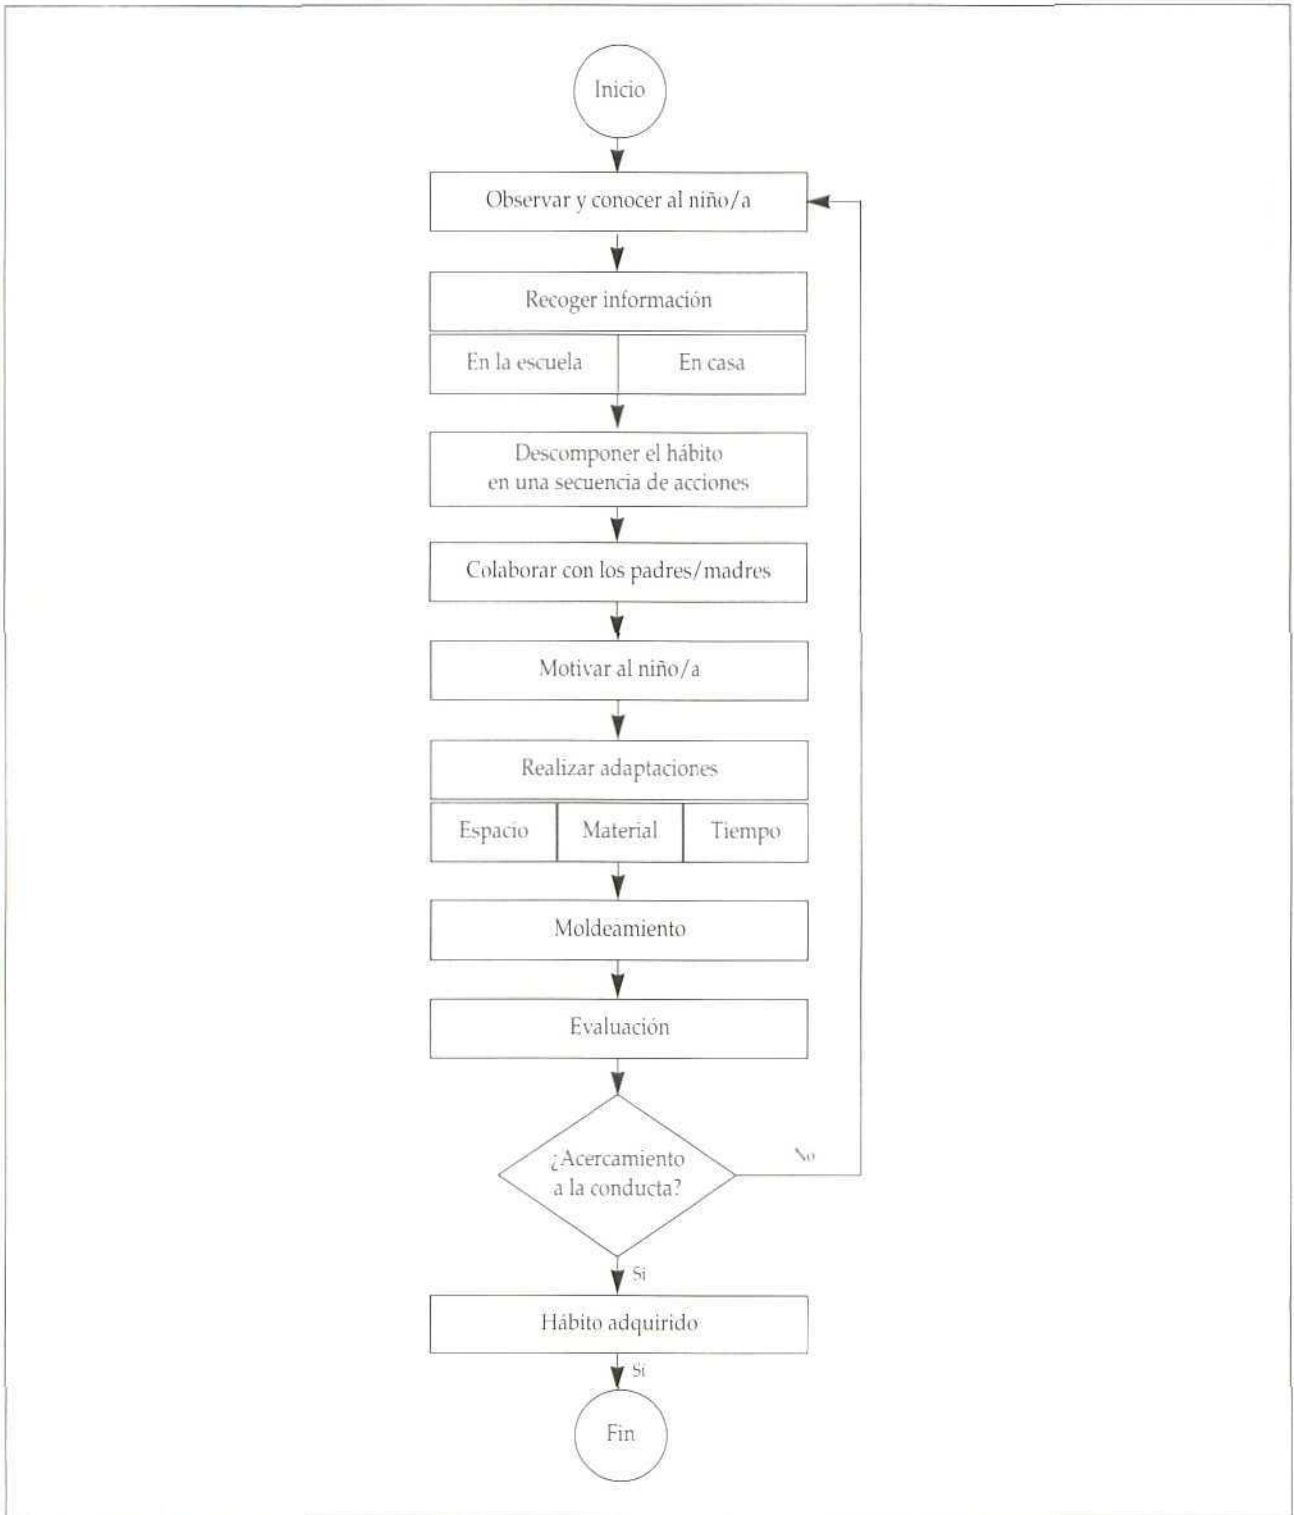 Inicio
Observar y conocer al niño/a
Recoger información
En la escuela
En casa
Descomponer el hábito
en una secuencia de acciones
Colaborar con los padres/madres
Motivar al niño/a
Realizar adaptaciones
Espacio
Material
Tiempo
Moldeamiento
Evaluación
¿Acercamiento
a la conducta?
No
Si
Hábito adquirido
Si
Fin